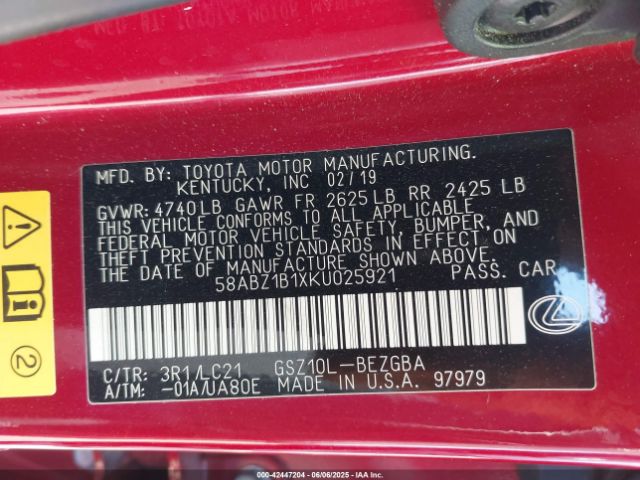 MFD. BY: TOYOTA MOTOR MANUFACTURING.
KENTUCKY, INC 02/19
GVWR: 4740LB GAWR FR 2625LB RR 2425 LB
THIS VEHICLE CONFORMS TO ALL APPLICABLE
FEDERAL MOTOR VEHICLE SAFETY, BUMPER, AND
THEFT PREVENTION STANDARDS IN EFFECT ON
THE DATE OF MANUFACTURE SHOWN ABOVE.
58ABZ1B1XKU025921 PASS. CAR
C/TR: 3R1/LC21 GSZ10L-BEZGBA
A/TM: -01A/UA80E MADE IN U.S.A. 97979
2
000-42447204 - 06/06/2025 - IAAI.COM